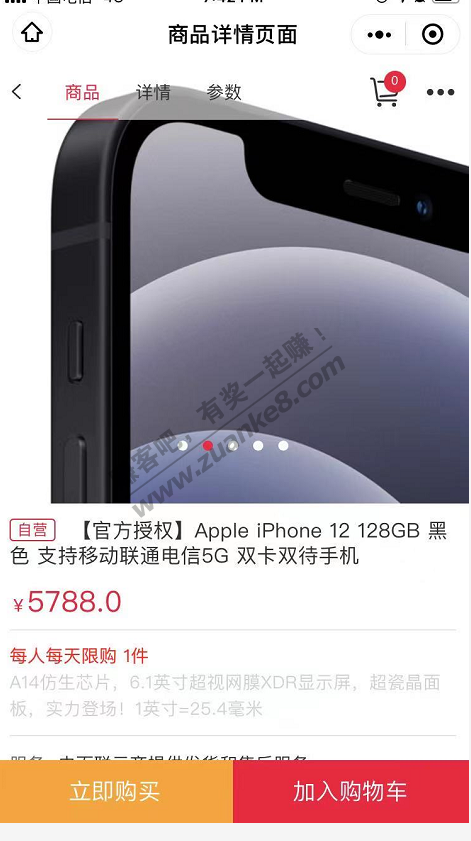 商品详情页面
商品 详情 参数
0
赚客吧，有奖一起赚！
www.zuanke8.com
自营 【官方授权】Apple iPhone 12 128GB 黑
色 支持移动联通电信5G 双卡双待手机
￥5788.0
每人每天限购 1件
A14仿生芯片，6.1英寸超视网膜XDR显示屏，超瓷晶面
板，实力登场！1英寸=25.4毫米
立即购买 加入购物车